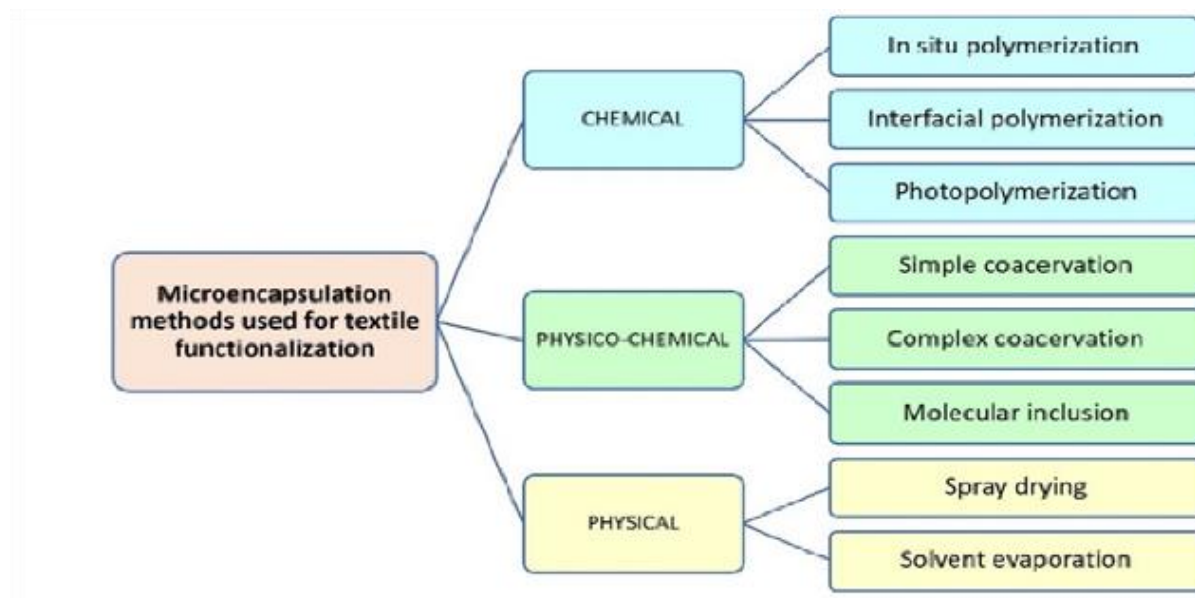 Microencapsulation
methods used for textile
functionalization
CHEMICAL
In situ polymerization
Interfacial polymerization
Photopolymerization
PHYSICO-CHEMICAL
Simple coacervation
Complex coacervation
Molecular inclusion
PHYSICAL
Spray drying
Solvent evaporation